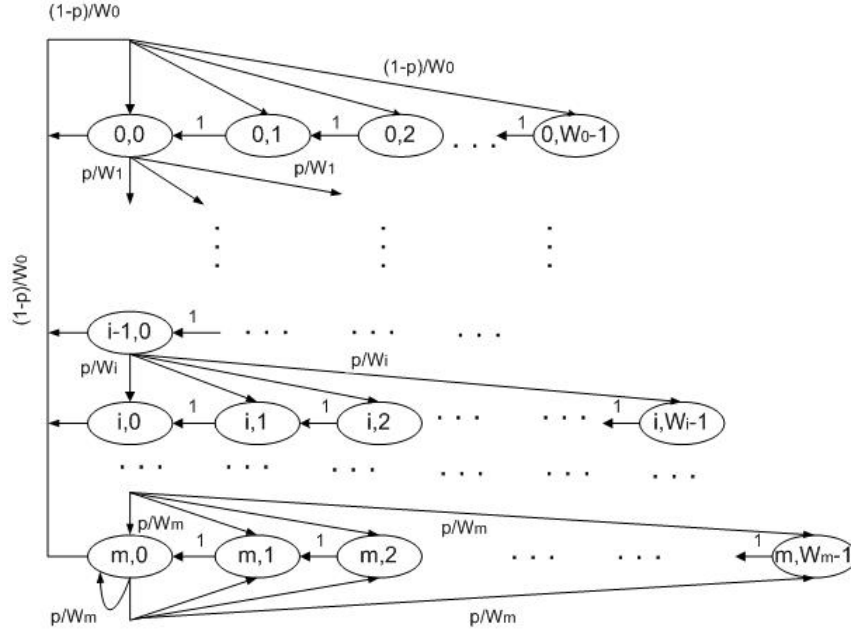 (1-p)/W0
(1-p)/W0
0,0 1 0,1 1 0,2 . . . 1 0,W0-1
p/W1 p/W1
(1-p)/W0
i-1,0 1 . . . . . . . . .
p/Wi p/Wi
i,0 1 i,1 1 i,2 . . . . . . 1 i,Wi-1
. . . . . . . . . . . . . . . . . .
p/Wm p/Wm
m,0 1 m,1 1 m,2 . . . . . . 1 m,Wm-1
p/Wm p/Wm